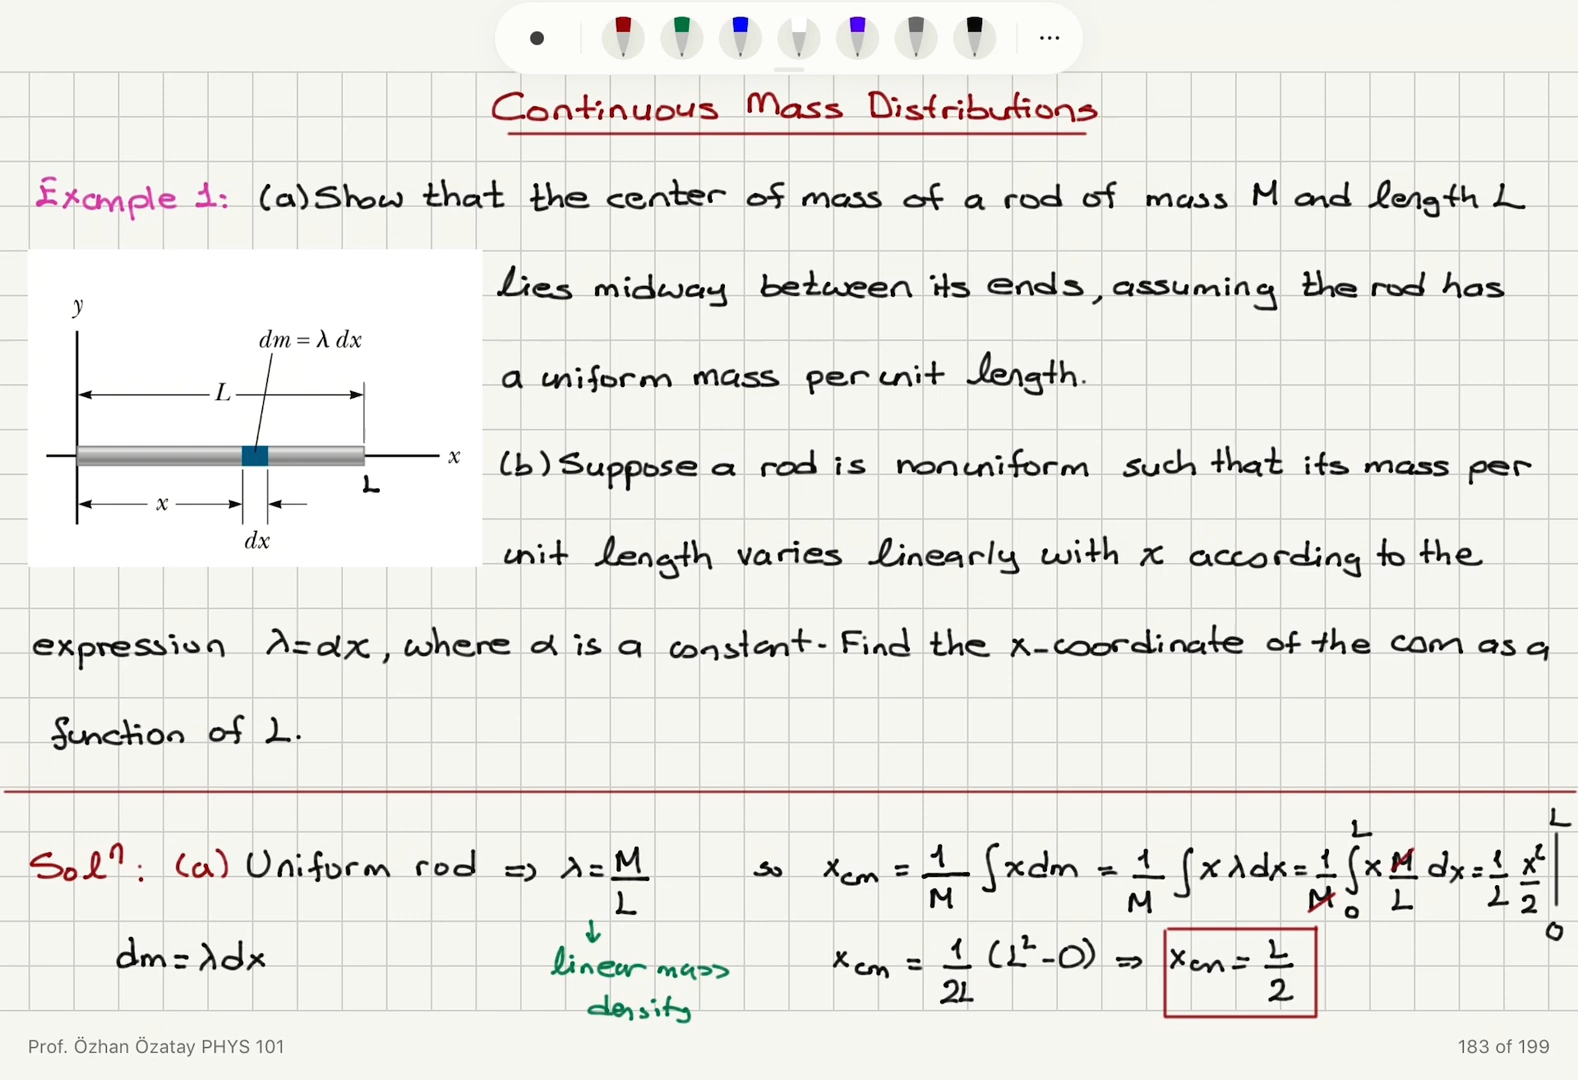 Continuous Mass Distributions
Example 1: (a) Show that the center of mass of a rod of mass M and length L
lies midway between its ends, assuming the rod has
a uniform mass per unit length.
(b) Suppose a rod is nonuniform such that its mass per
unit length varies linearly with x according to the
expression λ=αx, where α is a constant. Find the x-coordinate of the com as a
function of L.
y
dm = λ dx
L
x
L
x
dx
Solⁿ: (a) Uniform rod ⇒ λ = M/L so x_cm = 1/M ∫ x dm = 1/M ∫ x λ dx = 1/M ∫₀ᴸ x M/L dx = 1/L x²/2 |₀ᴸ
dm = λdx
↓
linear mass
density
x_cm = 1/2L (L² - 0) ⇒ x_cm = L/2
Prof. Özhan Özatay PHYS 101
183 of 199